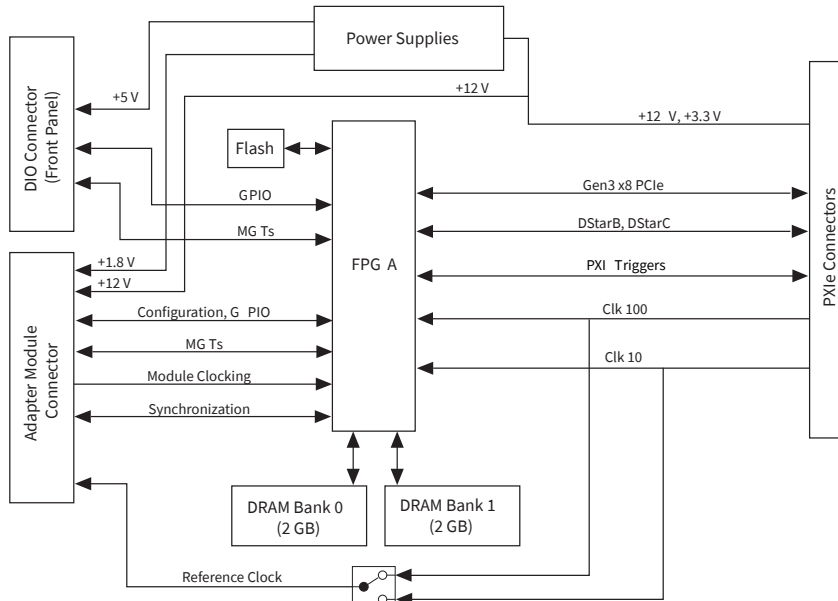 Power Supplies
+5 V
+12 V
+12 V, +3.3 V
DIO Connector
(Front Panel)
Flash
GPIO
MG Ts
FPG A
Gen3 x8 PCIe
DStarB, DStarC
PXI Triggers
Clk 100
Clk 10
PXIe Connectors
+1.8 V
+12 V
Configuration, G PIO
MG Ts
Module Clocking
Synchronization
Adapter Module
Connector
DRAM Bank 0
(2 GB)
DRAM Bank 1
(2 GB)
Reference Clock